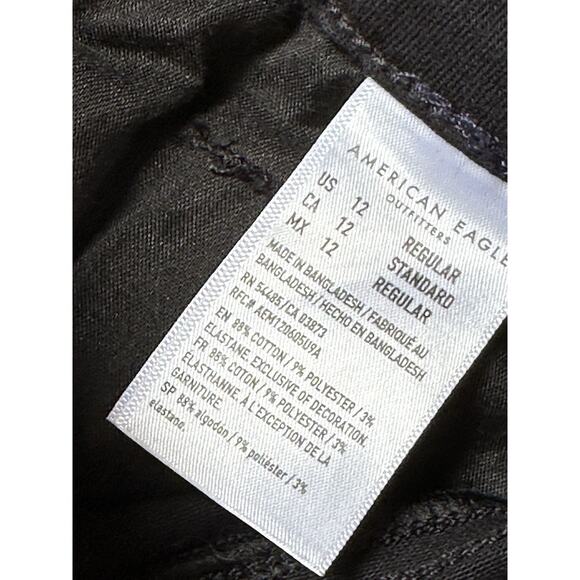 AMERICAN EAGLE
OUTFITTERS
US 12 REGULAR
CA 12 STANDARD
MX 12 REGULAR
MADE IN BANGLADESH / FABRIQUÉ AU
BANGLADESH / HECHO EN BANGLADESH
RN 54485 / CA 03873
RFC# AEM120605U9A
EN 88% COTTON / 9% POLYESTER / 3%
ELASTANE. EXCLUSIVE OF DECORATION.
FR 88% COTON / 9% POLYESTER / 3%
ÉLASTHANNE. À L'EXCEPTION DE LA
GARNITURE.
SP 88% algodon / 9% poliéster / 3%
elastane.